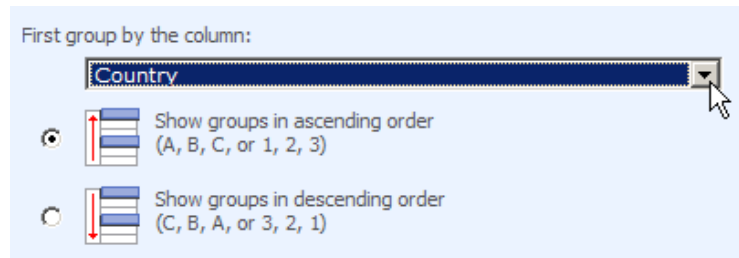 First group by the column:
Country
Show groups in ascending order
(A, B, C, or 1, 2, 3)
Show groups in descending order
(C, B, A, or 3, 2, 1)